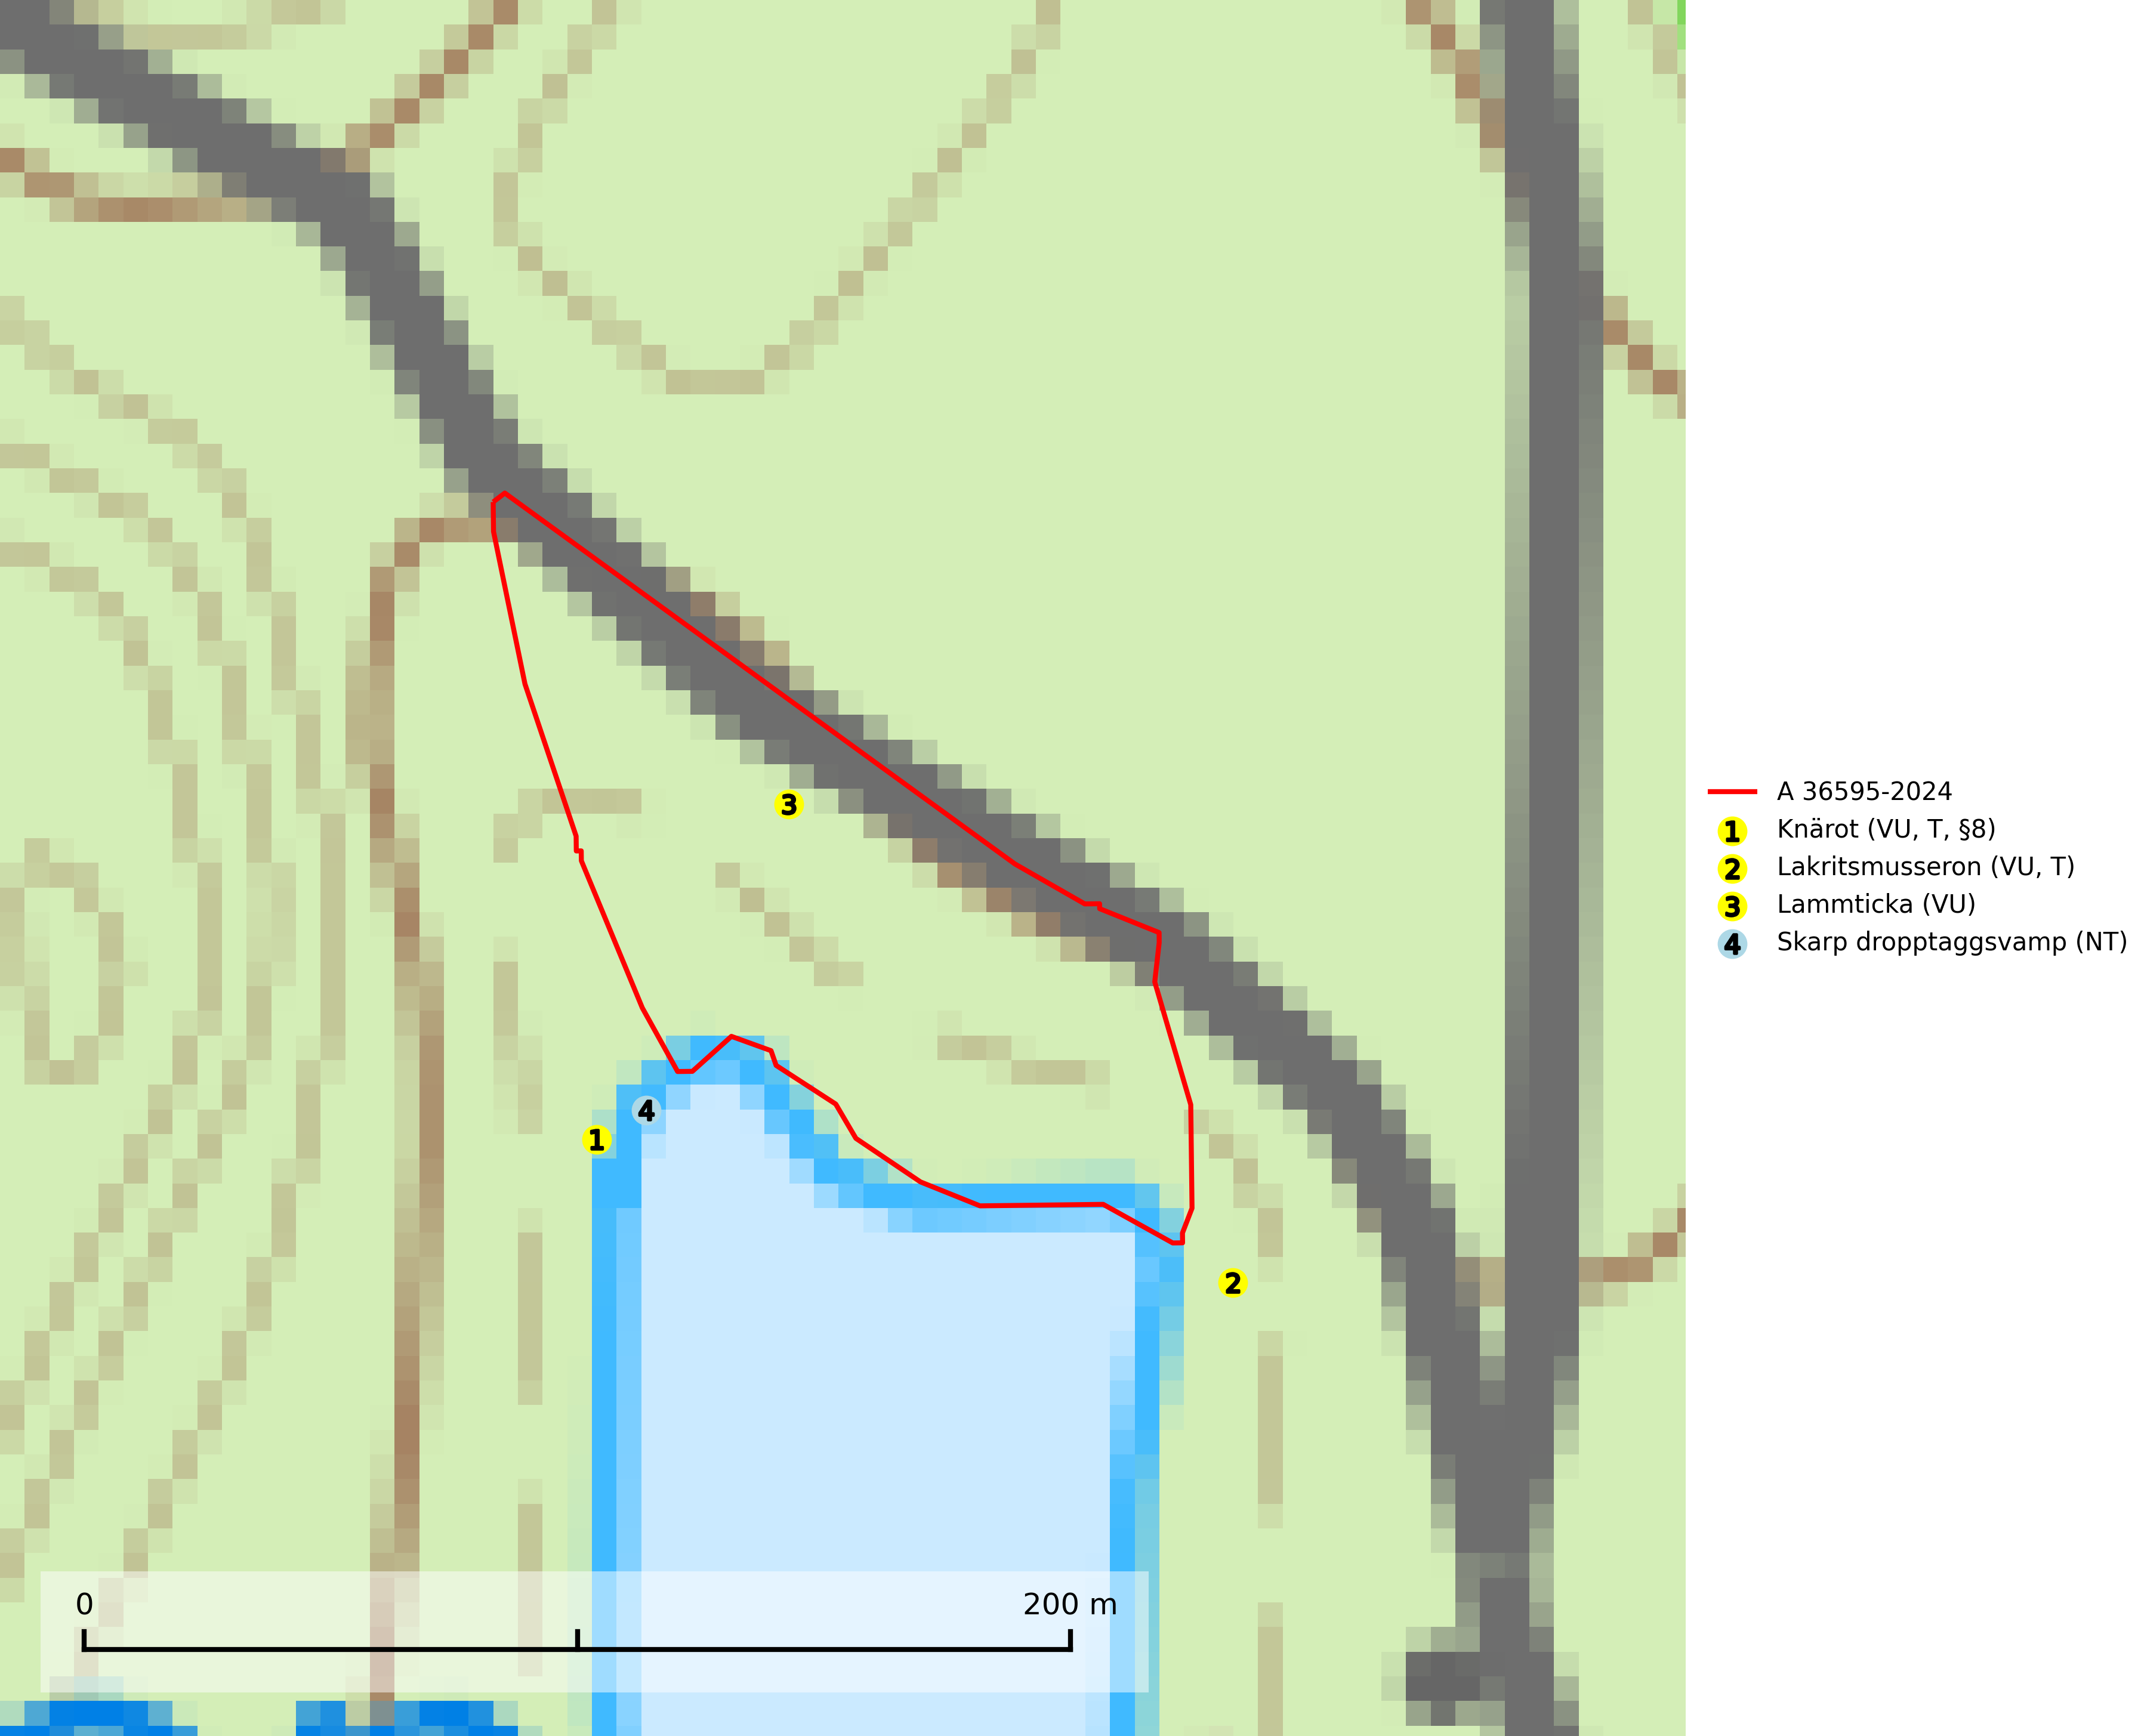 3
4
1
2
A 36595-2024
1 Knärot (VU, T, §8)
2 Lakritsmusseron (VU, T)
3 Lammticka (VU)
4 Skarp dropptaggsvamp (NT)
0 200 m